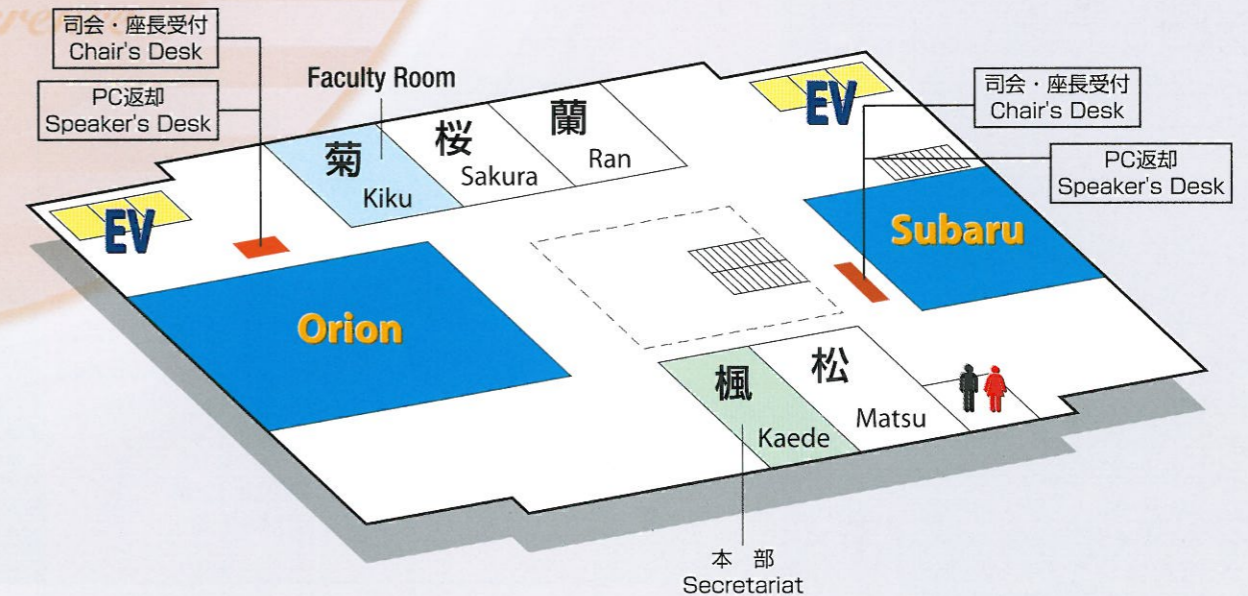 司会・座長受付
Chair's Desk
PC返却
Speaker's Desk
Faculty Room
菊
Kiku
桜
Sakura
蘭
Ran
EV
司会・座長受付
Chair's Desk
PC返却
Speaker's Desk
EV
Subaru
Orion
楓
Kaede
松
Matsu
本 部
Secretariat